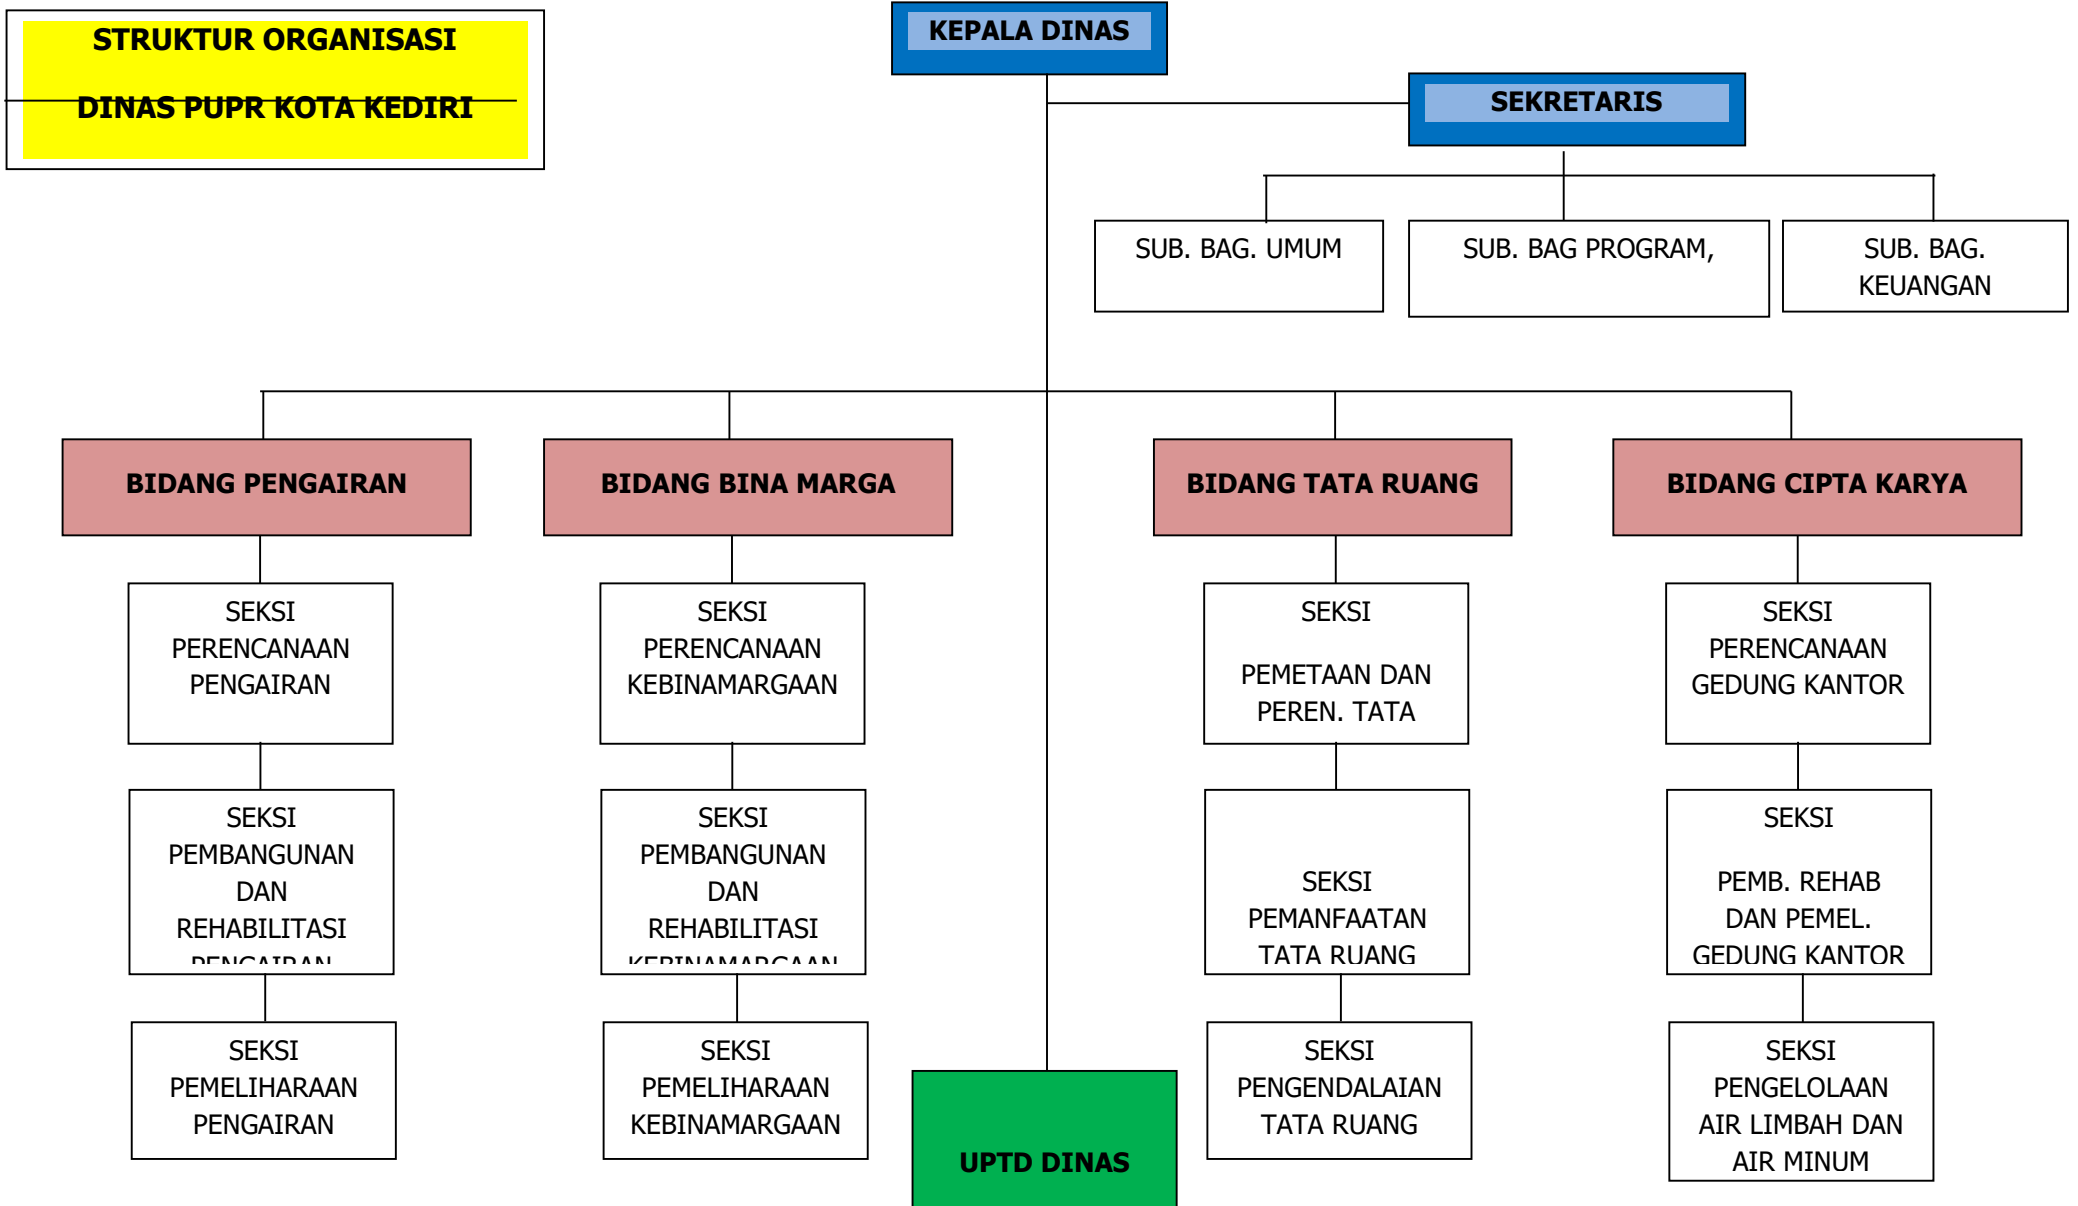 STRUKTUR ORGANISASI
DINAS PUPR KOTA KEDIRI
KEPALA DINAS
SEKRETARIS
SUB. BAG. UMUM
SUB. BAG PROGRAM,
SUB. BAG.
KEUANGAN
BIDANG PENGAIRAN
BIDANG BINA MARGA
BIDANG TATA RUANG
BIDANG CIPTA KARYA
SEKSI
PERENCANAAN
PENGAIRAN
SEKSI
PERENCANAAN
KEBINAMARGAAN
SEKSI
PEMETAAN DAN
PEREN. TATA
SEKSI
PERENCANAAN
GEDUNG KANTOR
SEKSI
PEMBANGUNAN
DAN
REHABILITASI
PENGAIRAN
SEKSI
PEMBANGUNAN
DAN
REHABILITASI
KEBINAMARGAAN
SEKSI
PEMANFAATAN
TATA RUANG
SEKSI
PEMB. REHAB
DAN PEMEL.
GEDUNG KANTOR
SEKSI
PEMELIHARAAN
PENGAIRAN
SEKSI
PEMELIHARAAN
KEBINAMARGAAN
UPTD DINAS
SEKSI
PENGENDALAIAN
TATA RUANG
SEKSI
PENGELOLAAN
AIR LIMBAH DAN
AIR MINUM